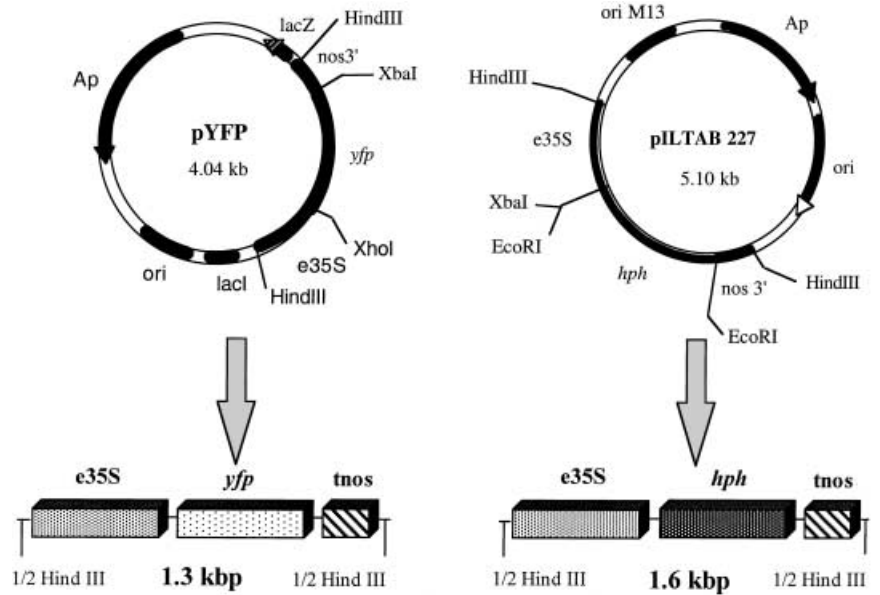 lacZ
HindIII
nos3'
XbaI
Ap
pYFP
4.04 kb
yfp
XhoI
e35S
HindIII
lacI
ori
ori M13
Ap
HindIII
e35S
pILTAB 227
5.10 kb
ori
XbaI
EcoRI
hph
nos 3'
HindIII
EcoRI
e35S yfp tnos
1/2 Hind III 1.3 kbp 1/2 Hind III
e35S hph tnos
1/2 Hind III 1.6 kbp 1/2 Hind III